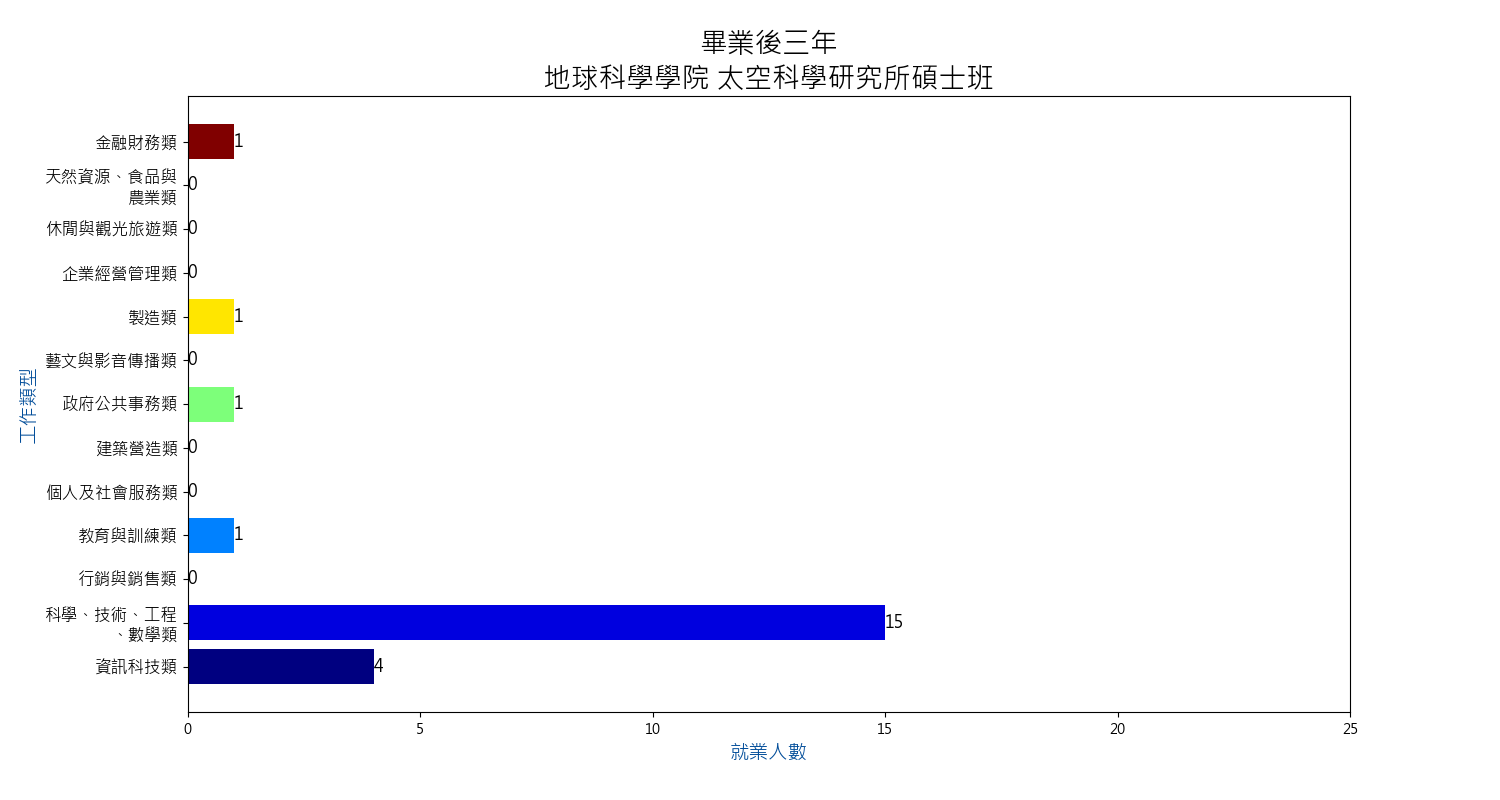 畢業後三年
地球科學學院 太空科學研究所碩士班
金融財務類
1
天然資源、食品與
農業類
0
休閒與觀光旅遊類
0
企業經營管理類
0
製造類
1
藝文與影音傳播類
0
政府公共事務類
1
建築營造類
0
個人及社會服務類
0
教育與訓練類
1
行銷與銷售類
0
科學、技術、工程
、數學類
15
資訊科技類
4
工作類型
0
5
10
15
20
25
就業人數